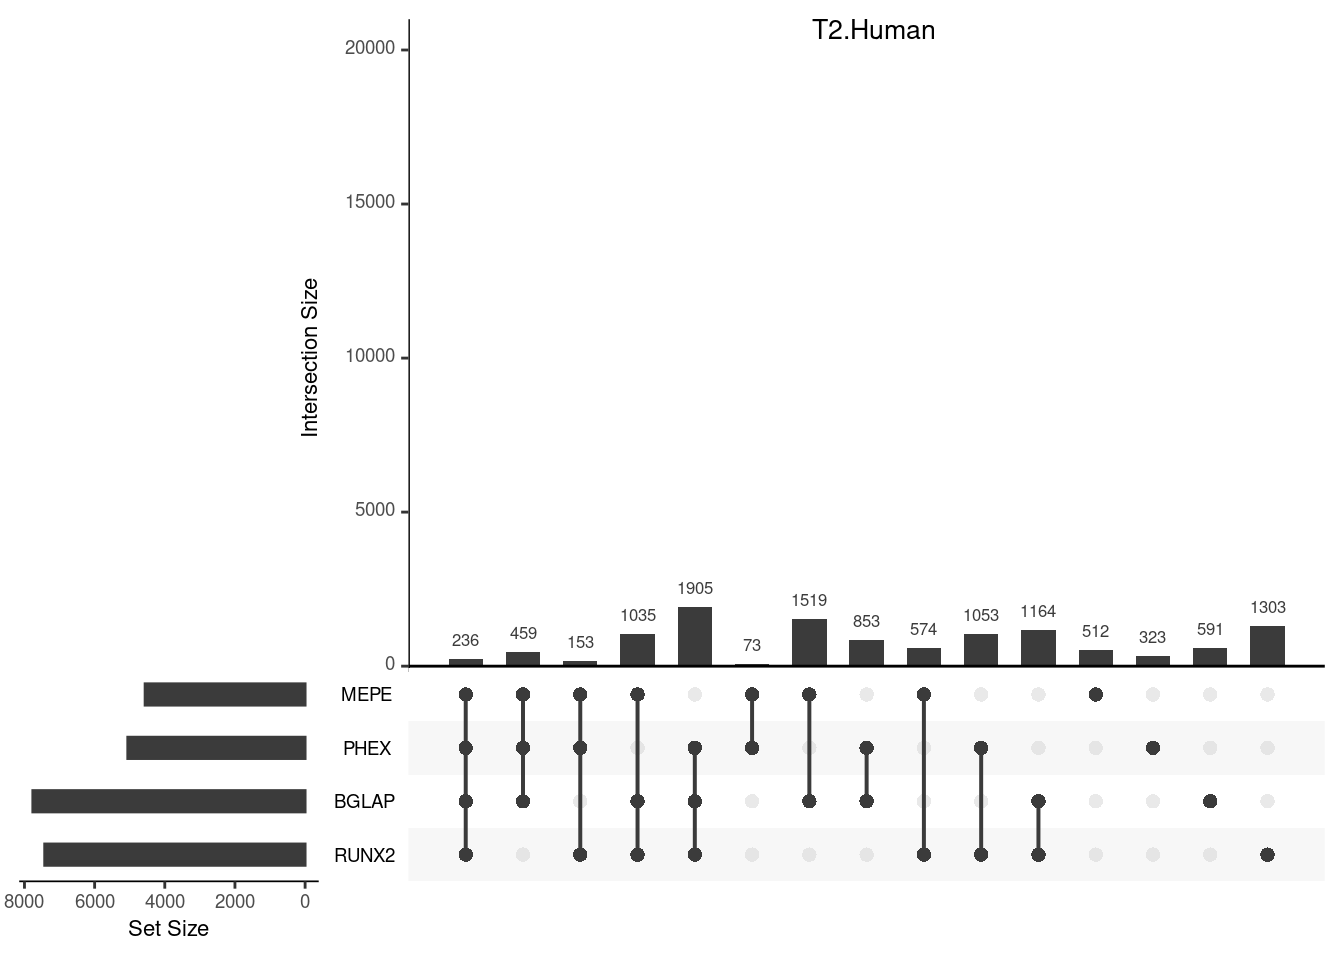 T2.Human
20000
15000
10000
5000
0
Intersection Size
236 459 153 1035 1905 73 1519 853 574 1053 1164 512 323 591 1303
MEPE
PHEX
BGLAP
RUNX2
8000 6000 4000 2000 0
Set Size